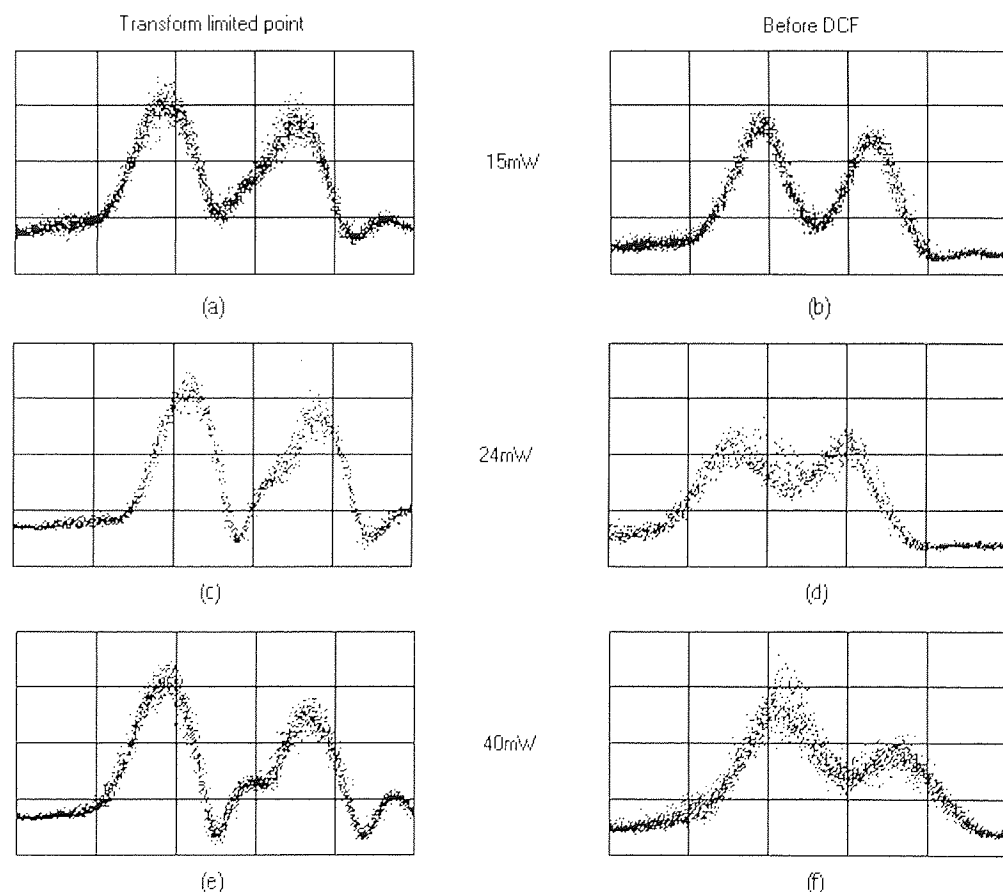 Transform limited point
Before DCF
15mW
(a)
(b)
24mW
(c)
(d)
40mW
(e)
(f)